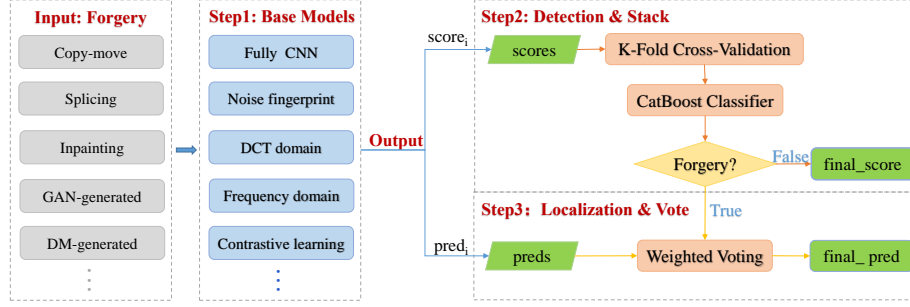 Input: Forgery
Copy-move
Splicing
Inpainting
GAN-generated
DM-generated
Step1: Base Models
Fully CNN
Noise fingerprint
DCT domain
Frequency domain
Contrastive learning
Output
score_i
pred_i
Step2: Detection & Stack
scores
K-Fold Cross-Validation
CatBoost Classifier
Forgery?
False
final_score
True
Step3: Localization & Vote
preds
Weighted Voting
final_ pred